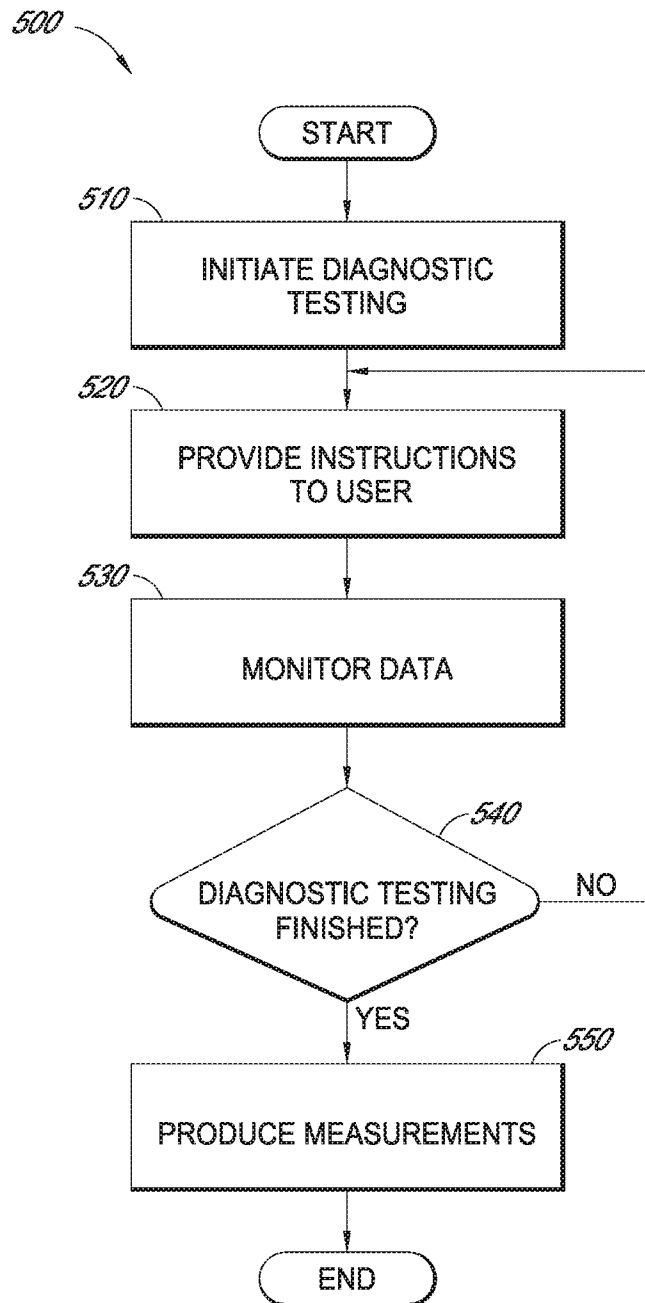 500
START
510
INITIATE DIAGNOSTIC
TESTING
520
PROVIDE INSTRUCTIONS
TO USER
530
MONITOR DATA
540
DIAGNOSTIC TESTING
FINISHED?
NO
YES
550
PRODUCE MEASUREMENTS
END